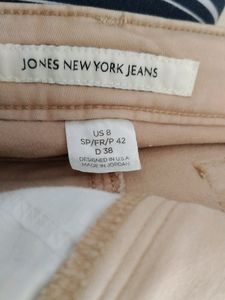 JONES NEW YORK JEANS
US 8
SP/FR/P 42
D 38
DESIGNED IN U.S.A
MADE IN JORDAN